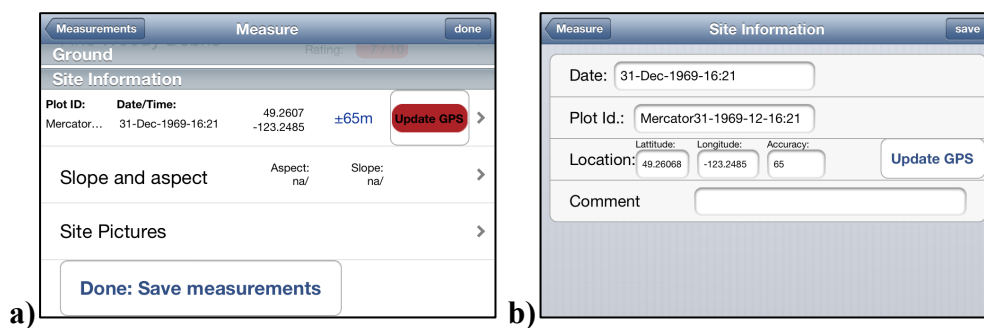 Measurements Measure done
Rating: 7 / 10
Ground
Site Information
Plot ID: Date/Time:
Mercator... 31-Dec-1969-16:21 49.2607 -123.2485 ±65m Update GPS
Slope and aspect Aspect: na/ Slope: na/
Site Pictures
Done: Save measurements
a)
Measure Site Information save
Date: 31-Dec-1969-16:21
Plot Id.: Mercator31-1969-12-16:21
Lattitude: Longitude: Accuracy:
Location: 49.26068 -123.2485 65 Update GPS
Comment
b)